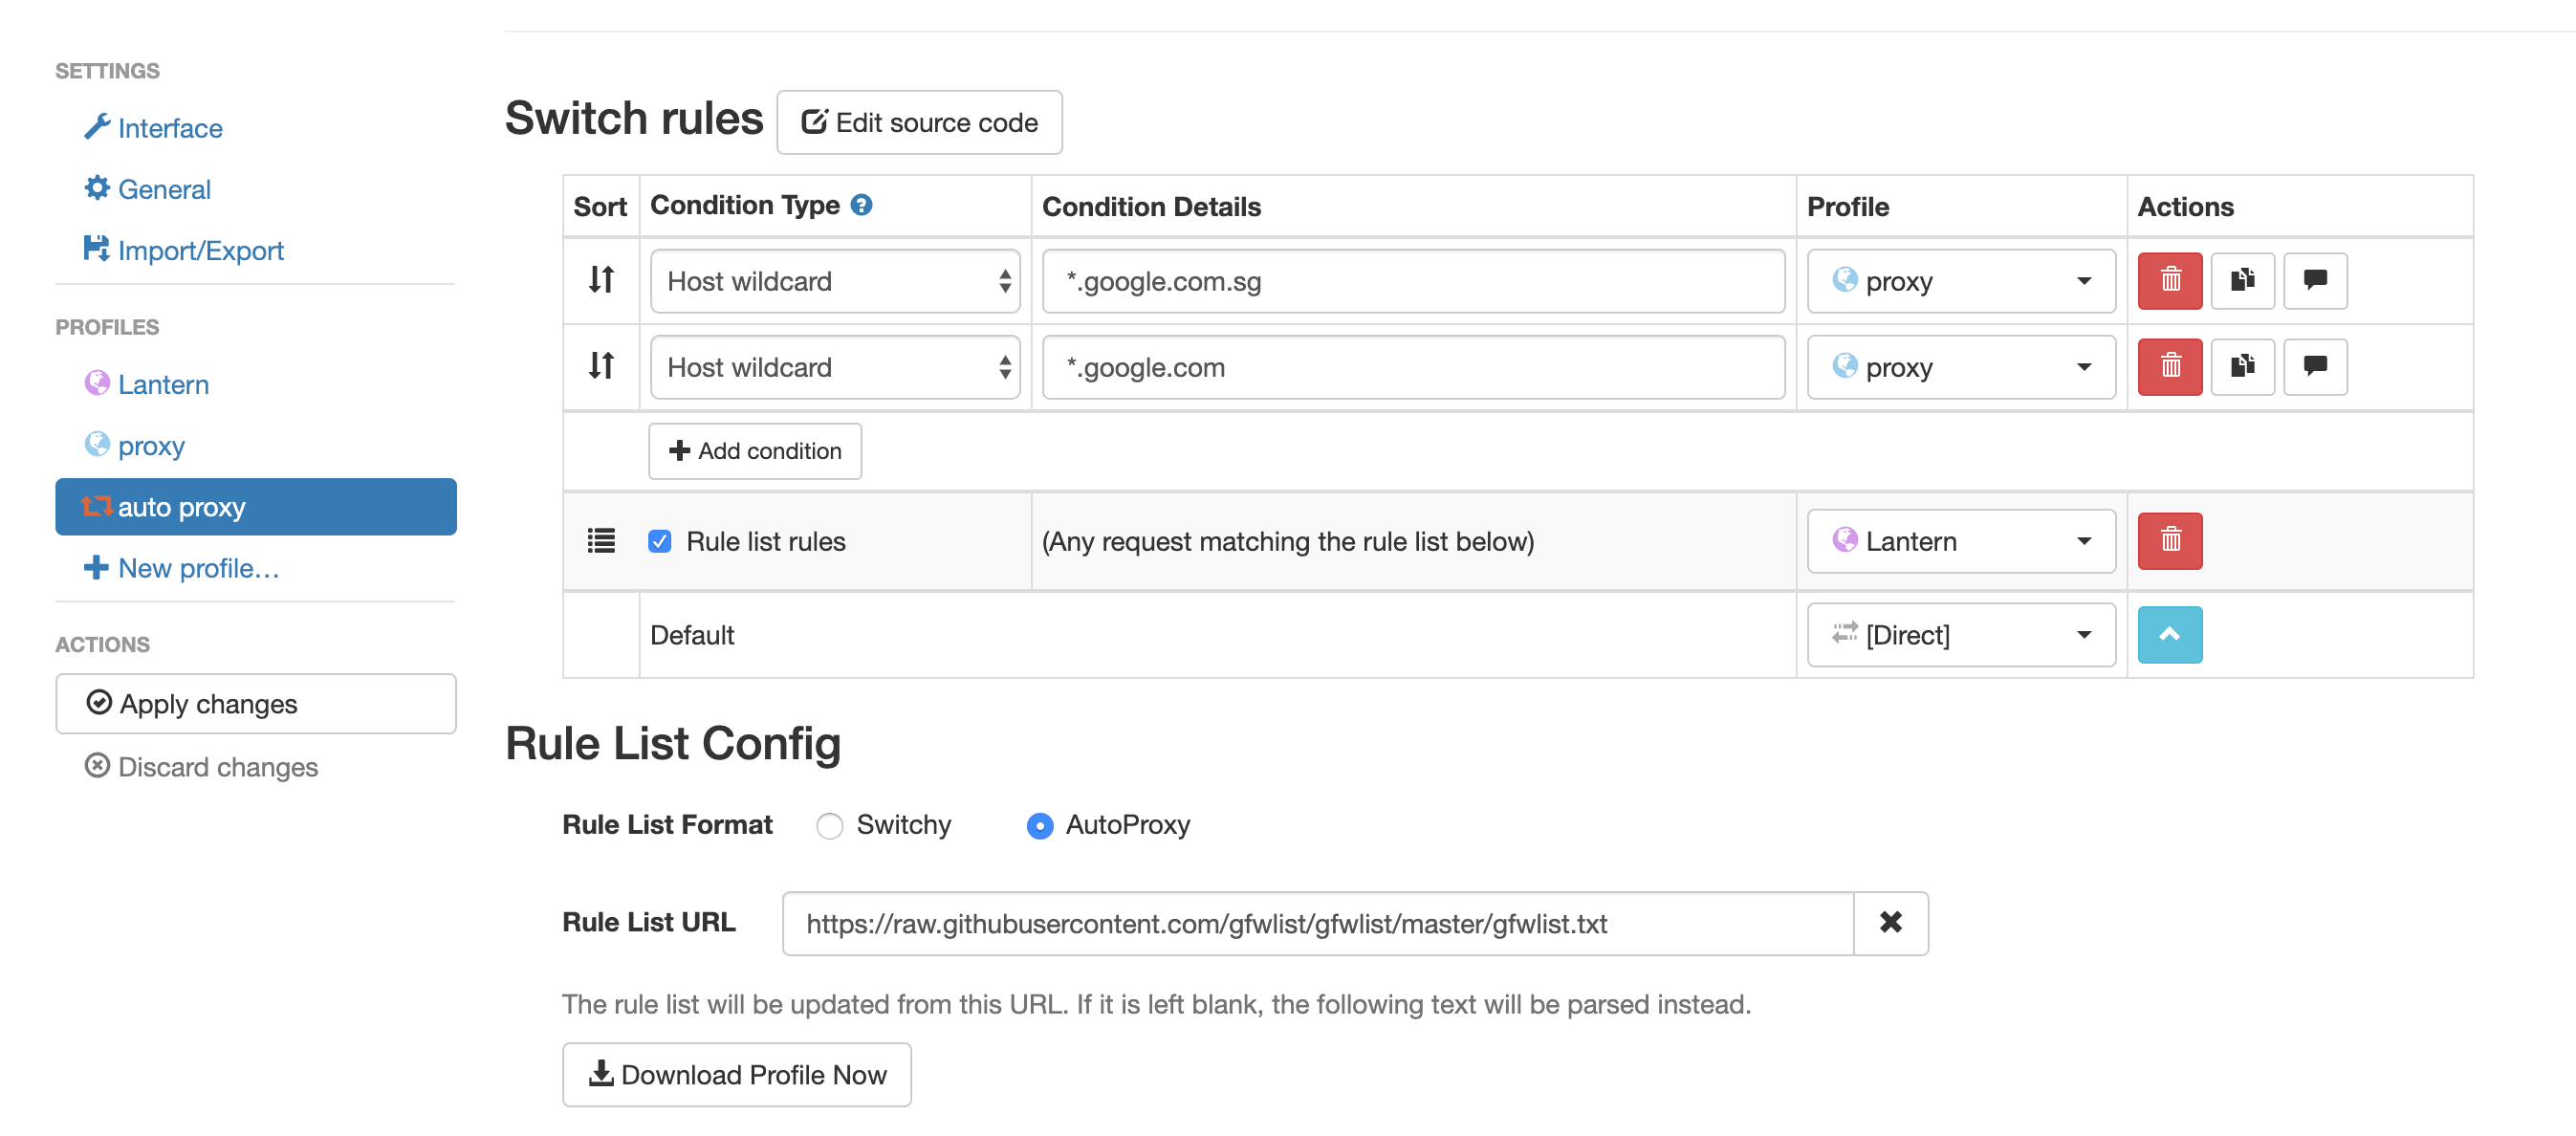 SETTINGS
Interface
General
Import/Export
PROFILES
Lantern
proxy
auto proxy
New profile…
ACTIONS
Apply changes
Discard changes
Switch rules Edit source code
Sort Condition Type ? Condition Details Profile Actions
Host wildcard *.google.com.sg proxy
Host wildcard *.google.com proxy
Add condition
Rule list rules (Any request matching the rule list below) Lantern
Default [Direct]
Rule List Config
Rule List Format Switchy AutoProxy
Rule List URL https://raw.githubusercontent.com/gfwlist/gfwlist/master/gfwlist.txt
The rule list will be updated from this URL. If it is left blank, the following text will be parsed instead.
Download Profile Now